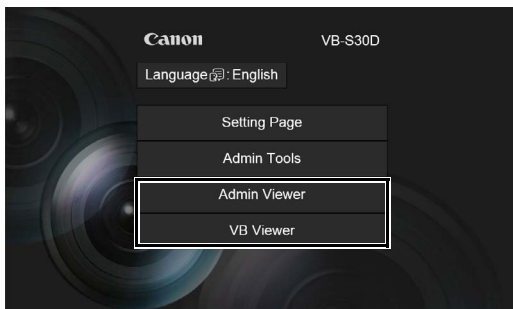 Canon VB-S30D
Language : English
Setting Page
Admin Tools
Admin Viewer
VB Viewer